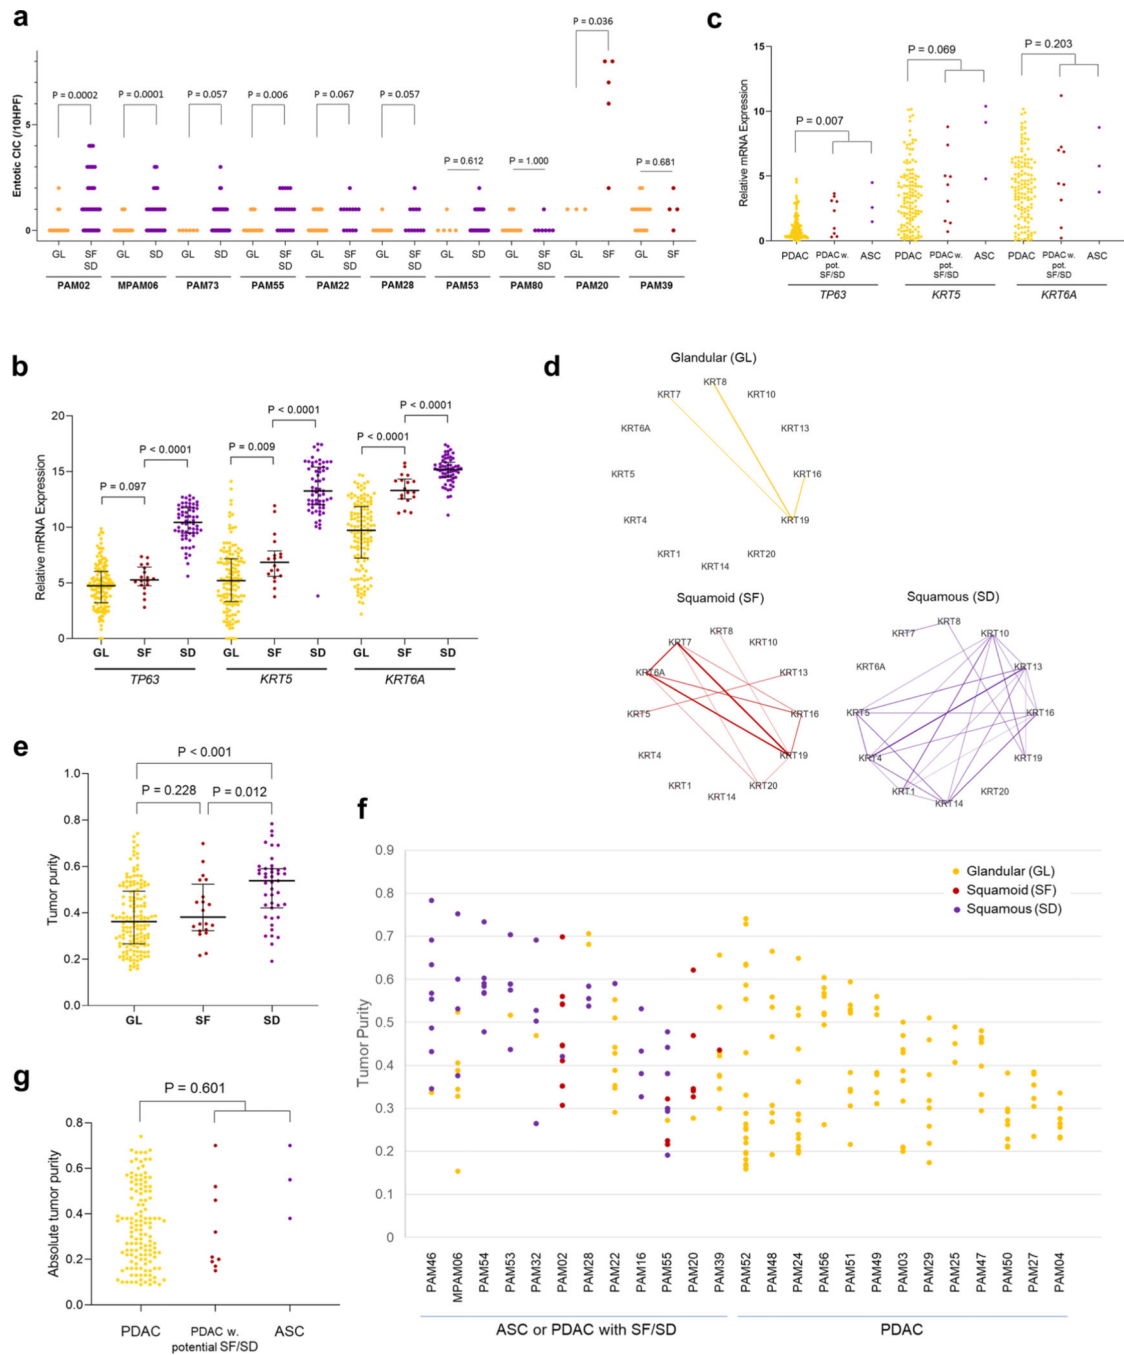 a
P = 0.0002
P = 0.0001
P = 0.057
P = 0.006
P = 0.067
P = 0.057
P = 0.612
P = 1.000
P = 0.036
P = 0.681
Entotic CIC (/10HPF)
5
0
GL SF SD
GL SD
GL SD
GL SF SD
GL SF SD
GL SF SD
GL SD
GL SF SD
GL SF
GL SF
PAM02 MPAM06 PAM73 PAM55 PAM22 PAM28 PAM53 PAM80 PAM20 PAM39
c
P = 0.007
P = 0.069
P = 0.203
Relative mRNA Expression
15
10
5
0
PDAC PDAC w. pot. SF/SD ASC
PDAC PDAC w. pot. SF/SD ASC
PDAC PDAC w. pot. SF/SD ASC
TP63 KRT5 KRT6A
b
P = 0.097
P < 0.0001
P = 0.009
P < 0.0001
P < 0.0001
P < 0.0001
Relative mRNA Expression
20
15
10
5
0
GL SF SD GL SF SD GL SF SD
TP63 KRT5 KRT6A
d
Glandular (GL)
KRT8
KRT7 KRT10
KRT6A KRT13
KRT5 KRT16
KRT4 KRT19
KRT1 KRT20
KRT14
Squamoid (SF)
KRT8
KRT7 KRT10
KRT6A KRT13
KRT5 KRT16
KRT4 KRT19
KRT1 KRT20
KRT14
Squamous (SD)
KRT8
KRT7 KRT10
KRT6A KRT13
KRT5 KRT16
KRT4 KRT19
KRT1 KRT20
KRT14
e
P < 0.001
P = 0.228
P = 0.012
Tumor purity
1.0
0.8
0.6
0.4
0.2
0.0
GL SF SD
f
Glandular (GL)
Squamoid (SF)
Squamous (SD)
Tumor Purity
0.9
0.8
0.7
0.6
0.5
0.4
0.3
0.2
0.1
0
PAM46
MPAM06
PAM54
PAM53
PAM32
PAM02
PAM28
PAM22
PAM16
PAM55
PAM20
PAM39
PAM52
PAM48
PAM24
PAM56
PAM51
PAM49
PAM03
PAM29
PAM25
PAM47
PAM50
PAM27
PAM04
ASC or PDAC with SF/SD
PDAC
g
P = 0.601
Absolute tumor purity
0.8
0.6
0.4
0.2
0.0
PDAC PDAC w. ASC
potential SF/SD